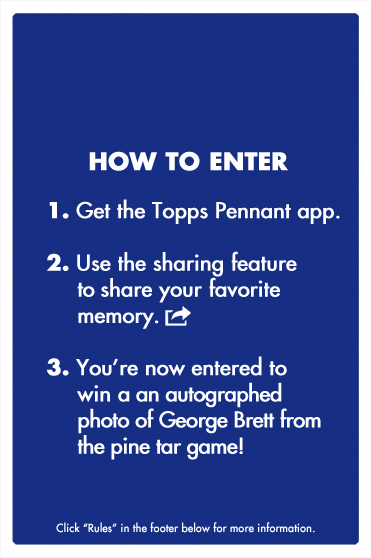 HOW TO ENTER
1. Get the Topps Pennant app.
2. Use the sharing feature
to share your favorite
memory.
3. You're now entered to
win a an autographed
photo of George Brett from
the pine tar game!
Click "Rules" in the footer below for more information.